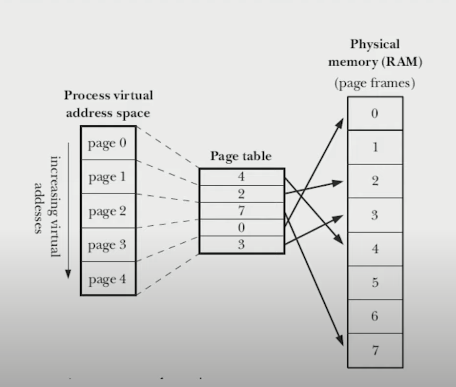 Physical
memory (RAM)
(page frames)
Process virtual
address space
Page table
increasing virtual
addesses
page 0
page 1
page 2
page 3
page 4
4
2
7
0
3
0
1
2
3
4
5
6
7